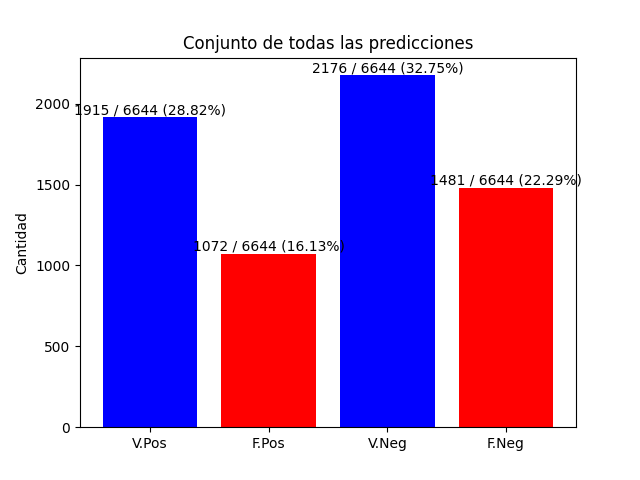 Conjunto de todas las predicciones
2176 / 6644 (32.75%)
1915 / 6644 (28.82%)
1481 / 6644 (22.29%)
1072 / 6644 (16.13%)
Cantidad
2000
1500
1000
500
0
V.Pos
F.Pos
V.Neg
F.Neg